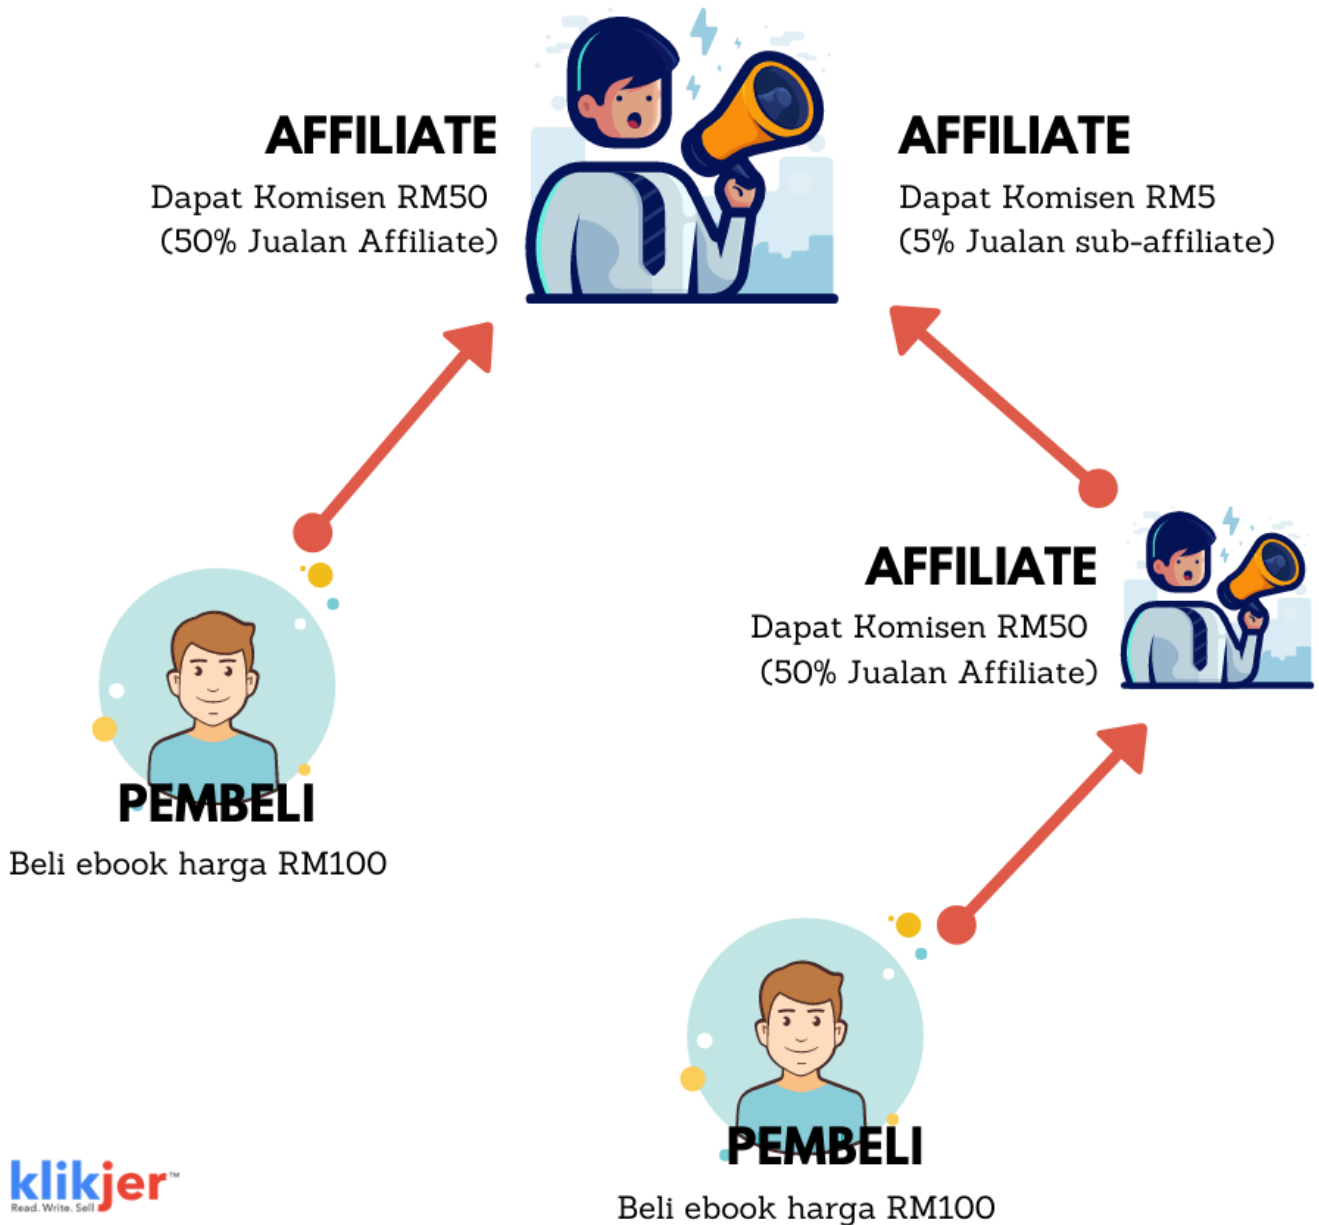 AFFILIATE
Dapat Komisen RM50
(50% Jualan Affiliate)
AFFILIATE
Dapat Komisen RM5
(5% Jualan sub-affiliate)
AFFILIATE
Dapat Komisen RM50
(50% Jualan Affiliate)
PEMBELI
Beli ebook harga RM100
PEMBELI
Beli ebook harga RM100
klikjer™
Read. Write. Sell